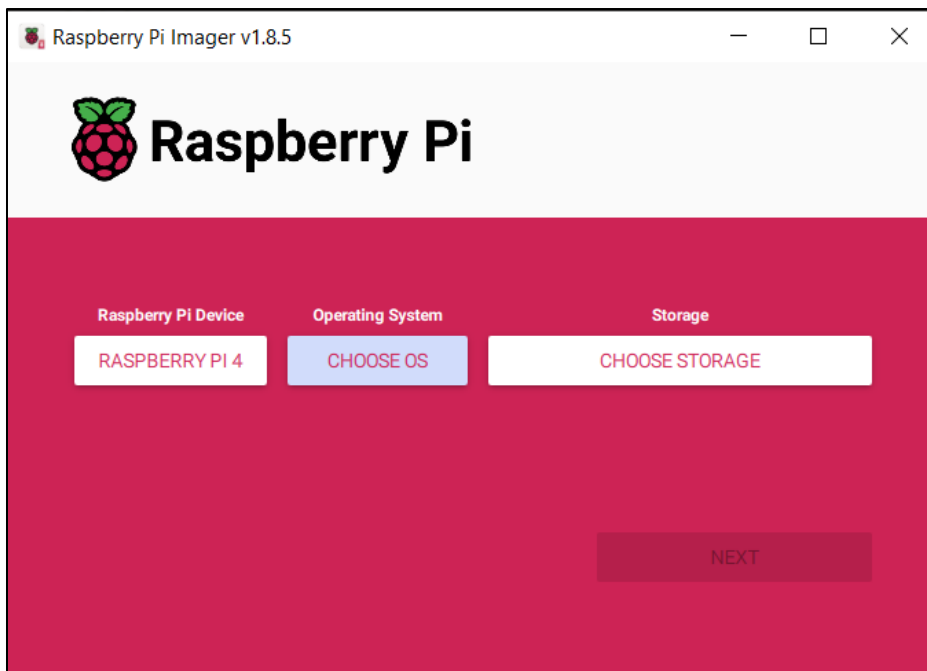 Raspberry Pi Imager v1.8.5
Raspberry Pi
Raspberry Pi Device
Operating System
Storage
RASPBERRY PI 4
CHOOSE OS
CHOOSE STORAGE
NEXT